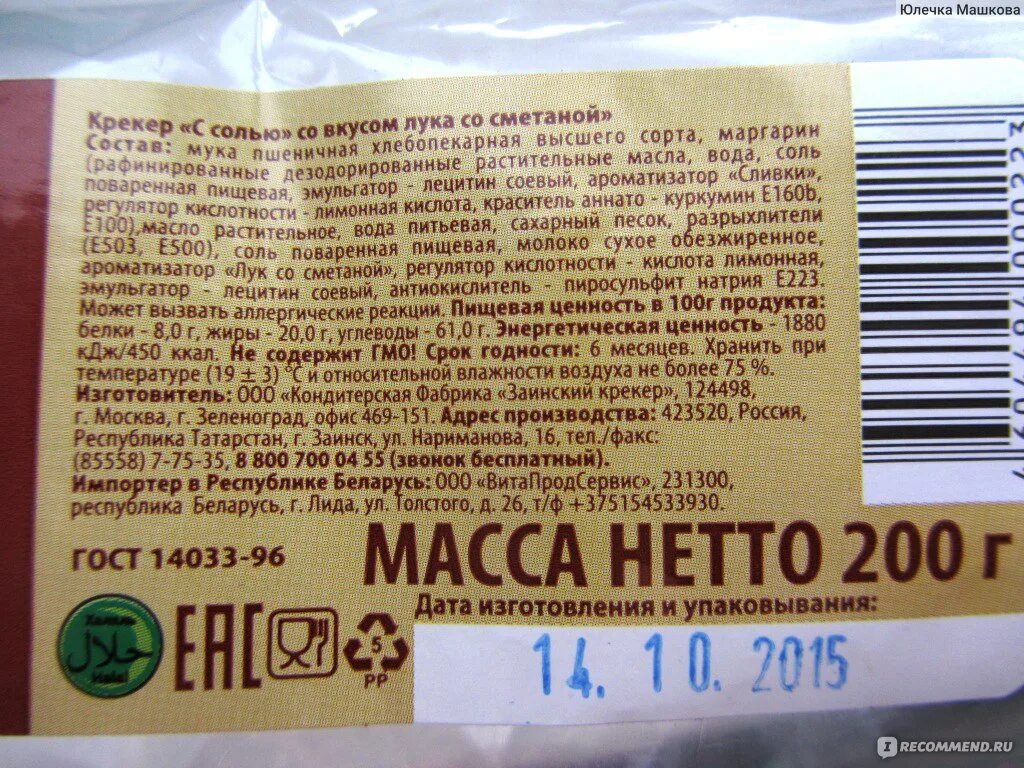 Юлечка Машкова
Крекер «С солью» со вкусом лука со сметаной»
Состав: мука пшеничная хлебопекарная высшего сорта, маргарин
(рафинированные дезодорированные растительные масла, вода, соль
поваренная пищевая, эмульгатор - лецитин соевый, ароматизатор «Сливки»,
регулятор кислотности - лимонная кислота, краситель аннато - куркумин E160b,
E100),масло растительное, вода питьевая, сахарный песок, разрыхлители
(E503, E500), соль поваренная пищевая, молоко сухое обезжиренное,
ароматизатор «Лук со сметаной», регулятор кислотности - кислота лимонная,
эмульгатор - лецитин соевый, антиокислитель - пиросульфит натрия E223.
Может вызвать аллергические реакции. Пищевая ценность в 100г продукта:
белки - 8,0 г, жиры - 20,0 г, углеводы - 61,0 г. Энергетическая ценность - 1880
кДж/450 ккал. Не содержит ГМО! Срок годности: 6 месяцев. Хранить при
температуре (19 ± 3) °С и относительной влажности воздуха не более 75 %.
Изготовитель: ООО «Кондитерская Фабрика «Заинский крекер», 124498,
г. Москва, г. Зеленоград, офис 469-151. Адрес производства: 423520, Россия,
Республика Татарстан, г. Заинск, ул. Нариманова, 16, тел./факс:
(85558) 7-75-35, 8 800 700 04 55 (звонок бесплатный).
Импортер в Республике Беларусь: ООО «ВитаПродСервис», 231300,
республика Беларусь, г. Лида, ул. Толстого, д. 26, т/ф +375154533930.
ГОСТ 14033-96
МАССА НЕТТО 200 г
Дата изготовления и упаковывания:
14. 10. 2015
Халяль
حلال
Halal
EAC
5
PP
I RECOMMEND.RU